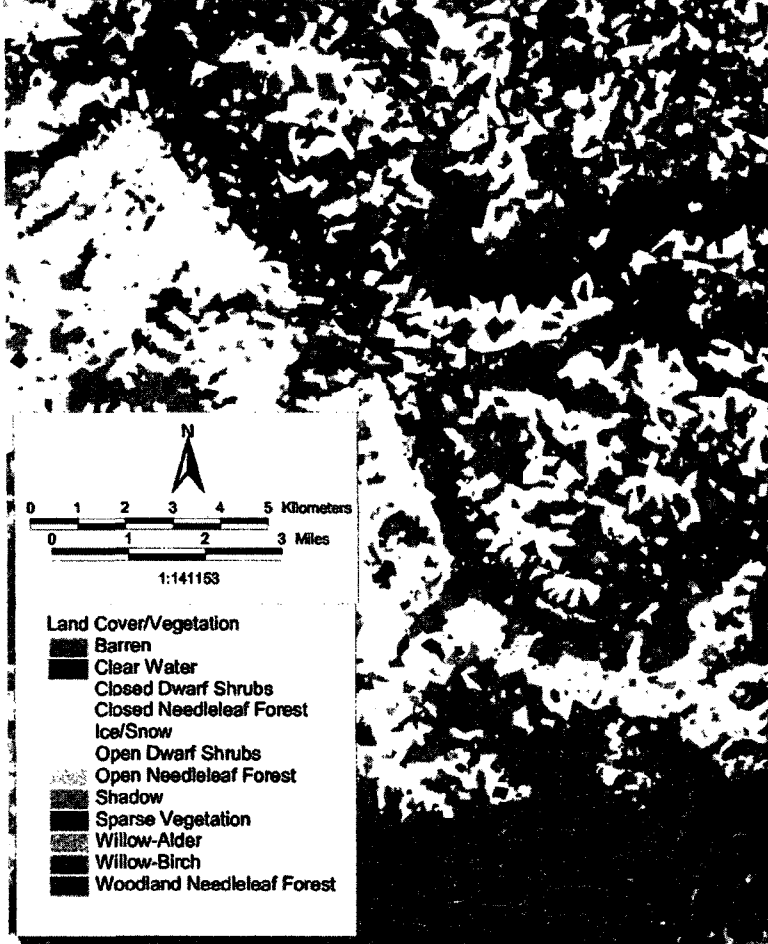 N
0 1 2 3 4 5 Kilometers
0 1 2 3 Miles
1:141153
Land Cover/Vegetation
Barren
Clear Water
Closed Dwarf Shrubs
Closed Needleleaf Forest
Ice/Snow
Open Dwarf Shrubs
Open Needleleaf Forest
Shadow
Sparse Vegetation
Willow-Alder
Willow-Birch
Woodland Needleleaf Forest